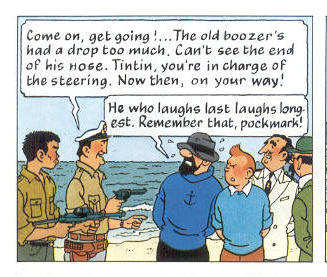 Come on, get going!...The old boozer's
had a drop too much. Can't see the end
of his NOSE. Tintin, you're in charge of
the steering. Now then, on your way!
He who laughs last laughs long-
est. Remember that, pockmark!